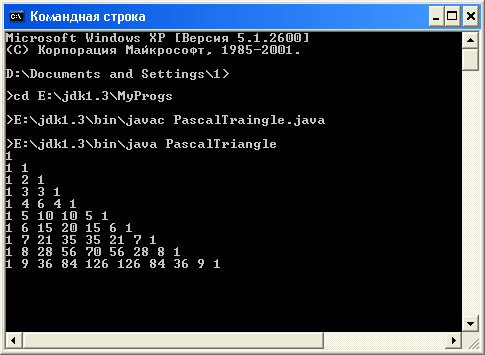 Командная строка
Microsoft Windows XP [Версия 5.1.2600]
(C) Корпорация Майкрософт, 1985-2001.
D:\Documents and Settings\1>
>cd E:\jdk1.3\MyProgs
>E:\jdk1.3\bin\javac PascalTraingle.java
>E:\jdk1.3\bin\java PascalTriangle
1
1 1
1 2 1
1 3 3 1
1 4 6 4 1
1 5 10 10 5 1
1 6 15 20 15 6 1
1 7 21 35 35 21 7 1
1 8 28 56 70 56 28 8 1
1 9 36 84 126 126 84 36 9 1